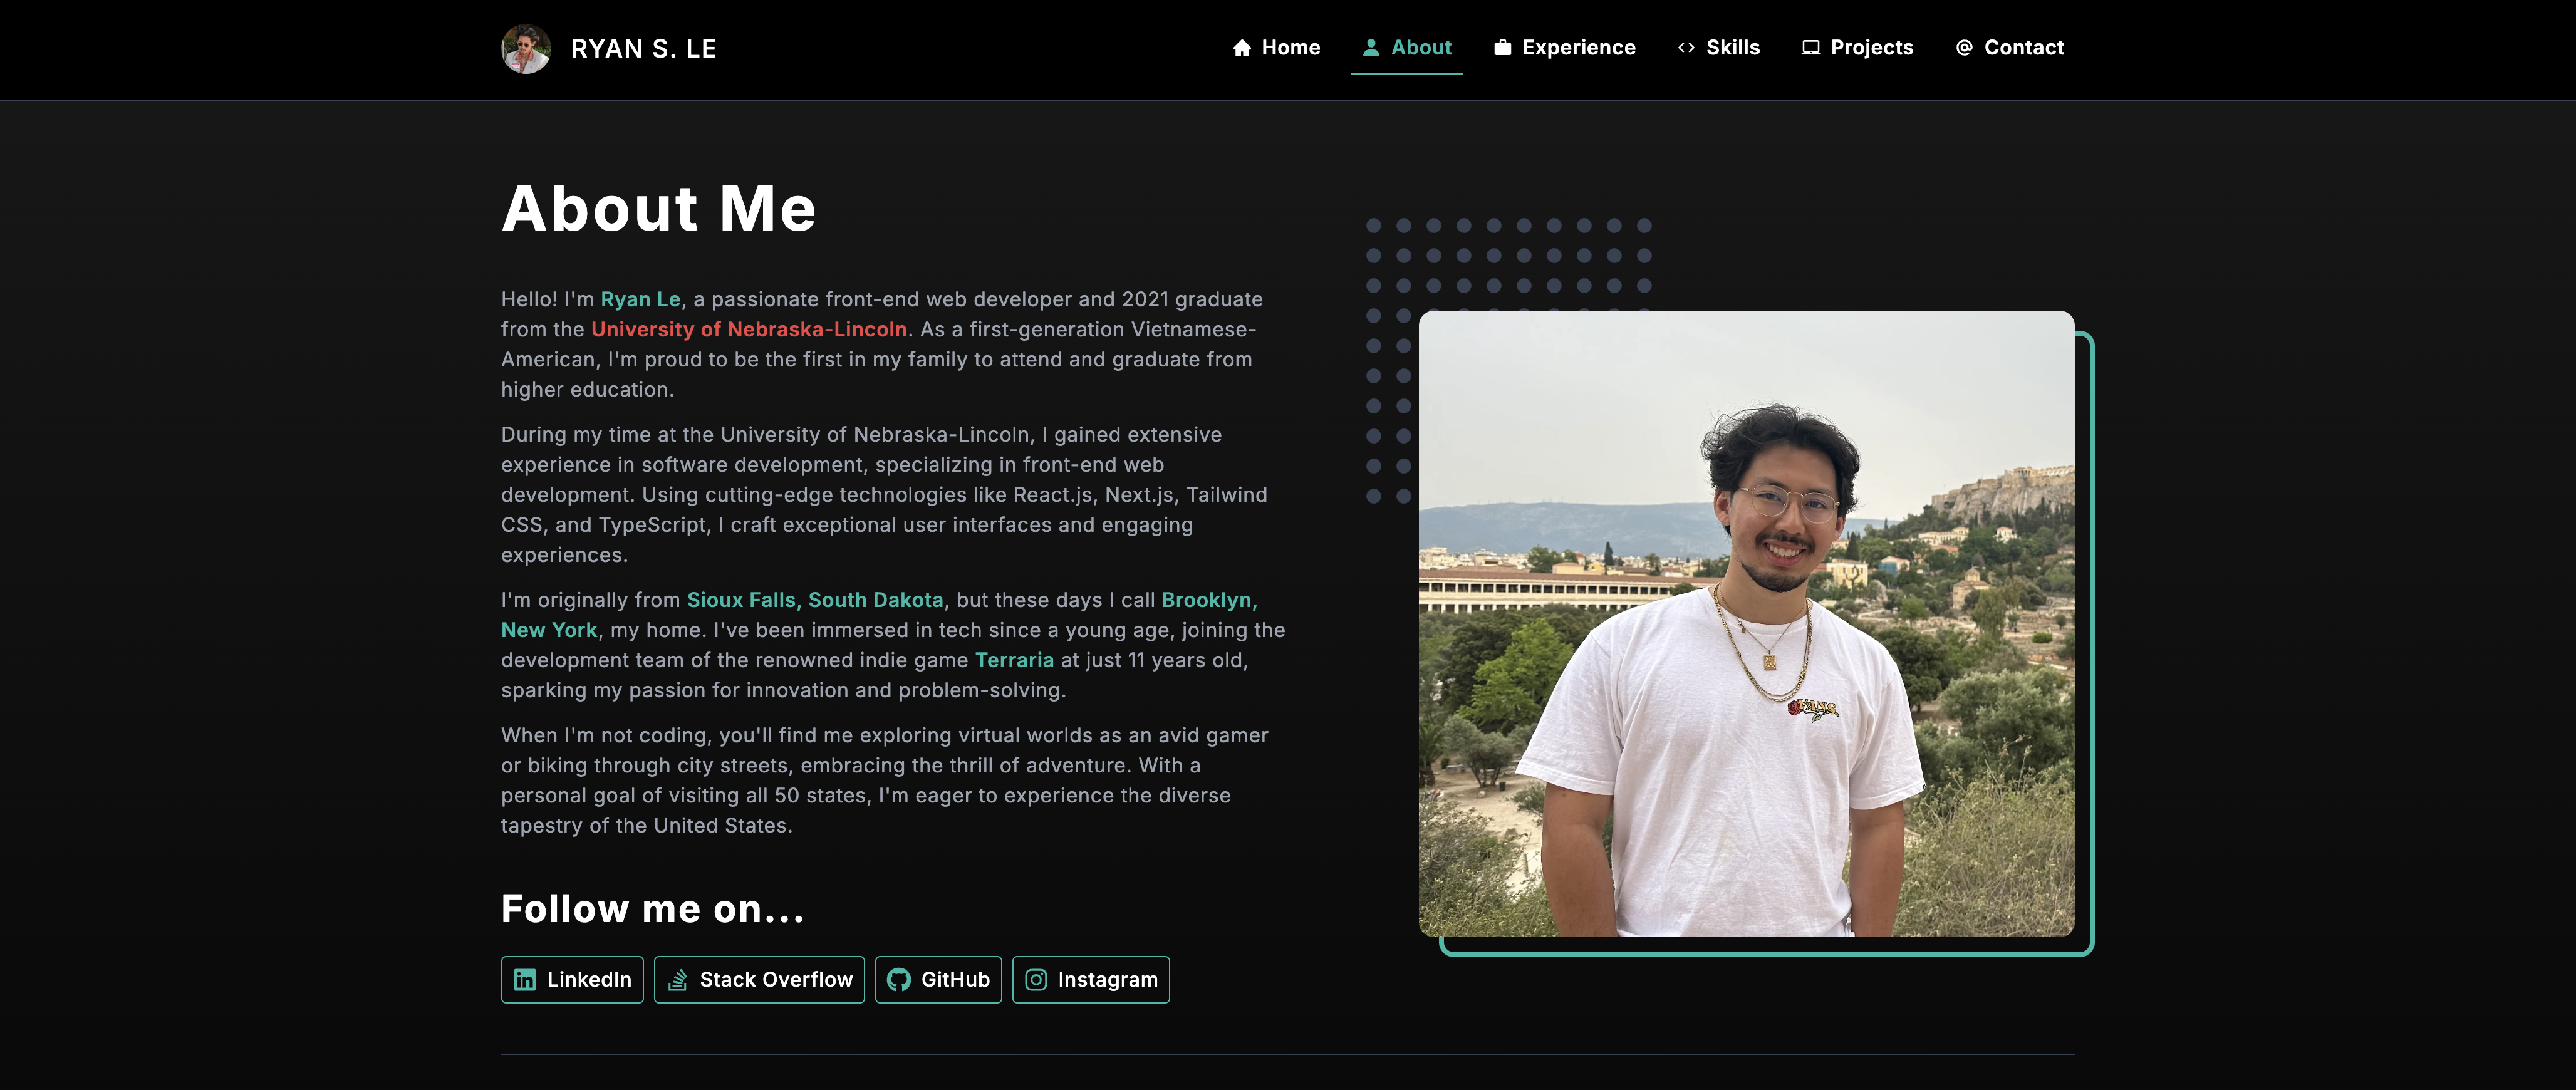 RYAN S. LE
Home
About
Experience
Skills
Projects
Contact
About Me
Hello! I'm Ryan Le, a passionate front-end web developer and 2021 graduate
from the University of Nebraska-Lincoln. As a first-generation Vietnamese-
American, I'm proud to be the first in my family to attend and graduate from
higher education.
During my time at the University of Nebraska-Lincoln, I gained extensive
experience in software development, specializing in front-end web
development. Using cutting-edge technologies like React.js, Next.js, Tailwind
CSS, and TypeScript, I craft exceptional user interfaces and engaging
experiences.
I'm originally from Sioux Falls, South Dakota, but these days I call Brooklyn,
New York, my home. I've been immersed in tech since a young age, joining the
development team of the renowned indie game Terraria at just 11 years old,
sparking my passion for innovation and problem-solving.
When I'm not coding, you'll find me exploring virtual worlds as an avid gamer
or biking through city streets, embracing the thrill of adventure. With a
personal goal of visiting all 50 states, I'm eager to experience the diverse
tapestry of the United States.
Follow me on...
LinkedIn
Stack Overflow
GitHub
Instagram
VANS